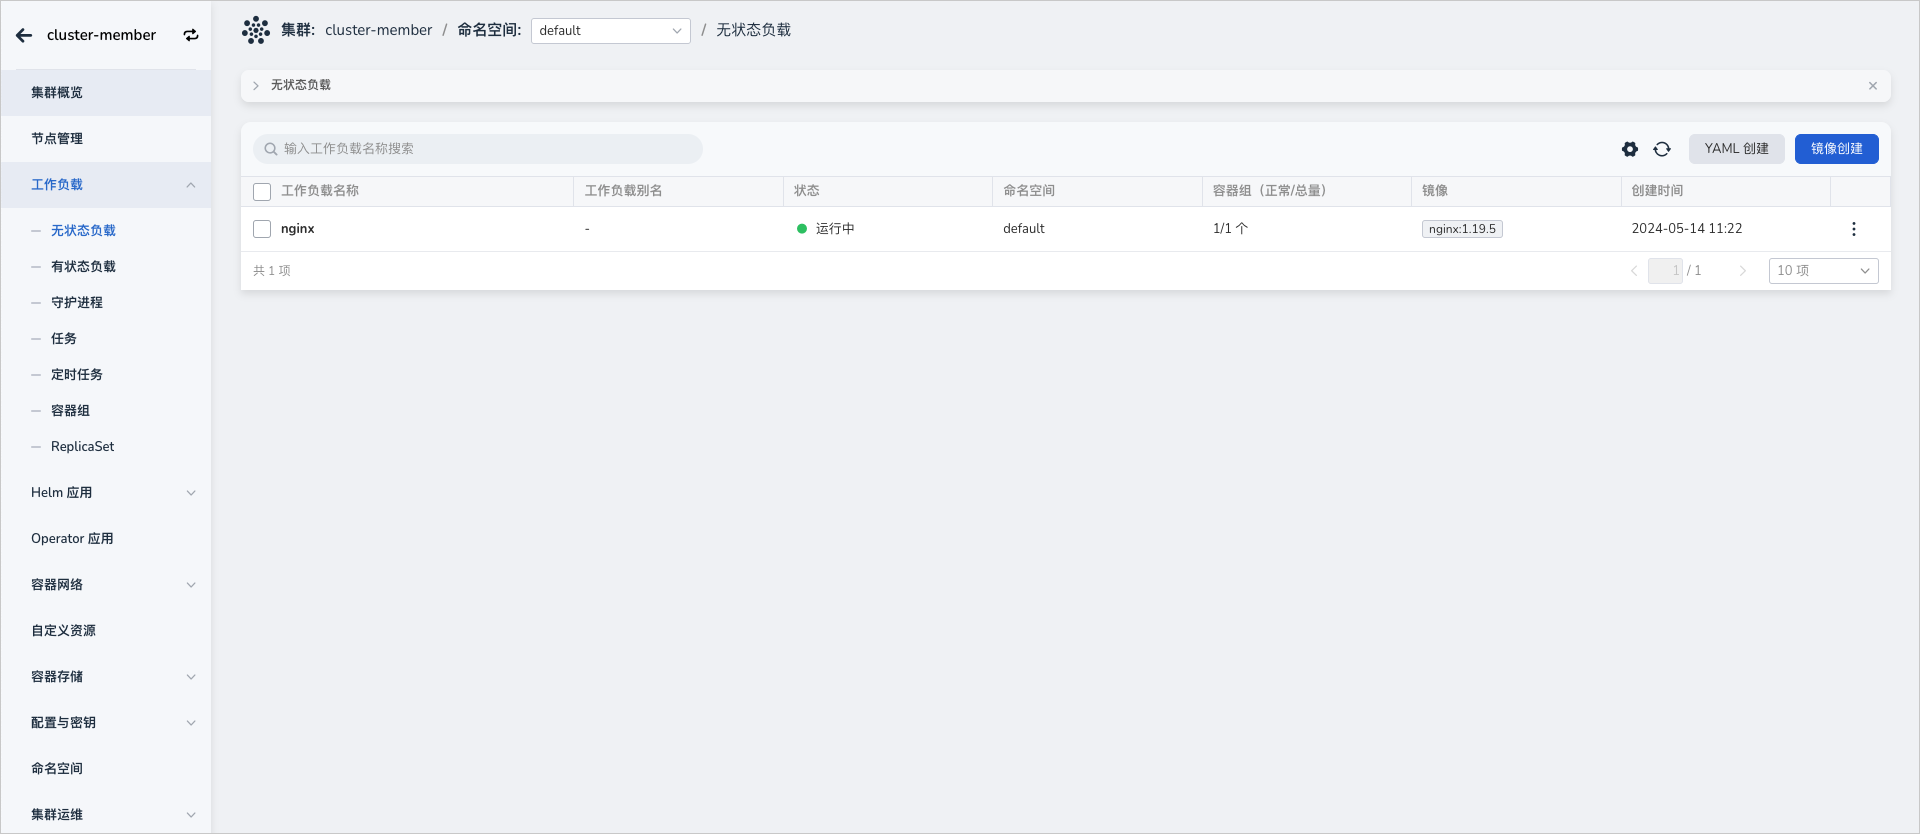 cluster-member
集群概览
节点管理
工作负载
无状态负载
有状态负载
守护进程
任务
定时任务
容器组
ReplicaSet
Helm 应用
Operator 应用
容器网络
自定义资源
容器存储
配置与密钥
命名空间
集群运维
集群: cluster-member / 命名空间: default / 无状态负载
无状态负载
输入工作负载名称搜索 YAML 创建 镜像创建
工作负载名称 工作负载别名 状态 命名空间 容器组（正常/总量） 镜像 创建时间
nginx - 运行中 default 1/1 个 nginx:1.19.5 2024-05-14 11:22
共 1 项 1 / 1 10 项